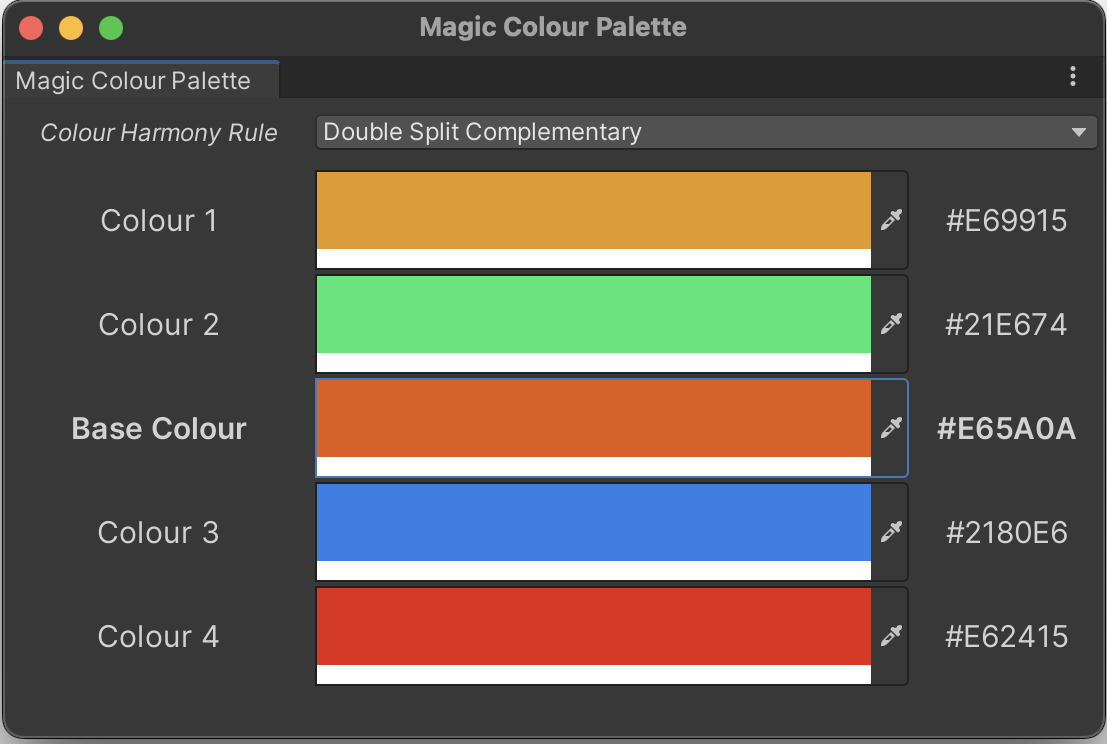 Magic Colour Palette
Magic Colour Palette
Colour Harmony Rule Double Split Complementary
Colour 1 #E69915
Colour 2 #21E674
Base Colour #E65A0A
Colour 3 #2180E6
Colour 4 #E62415